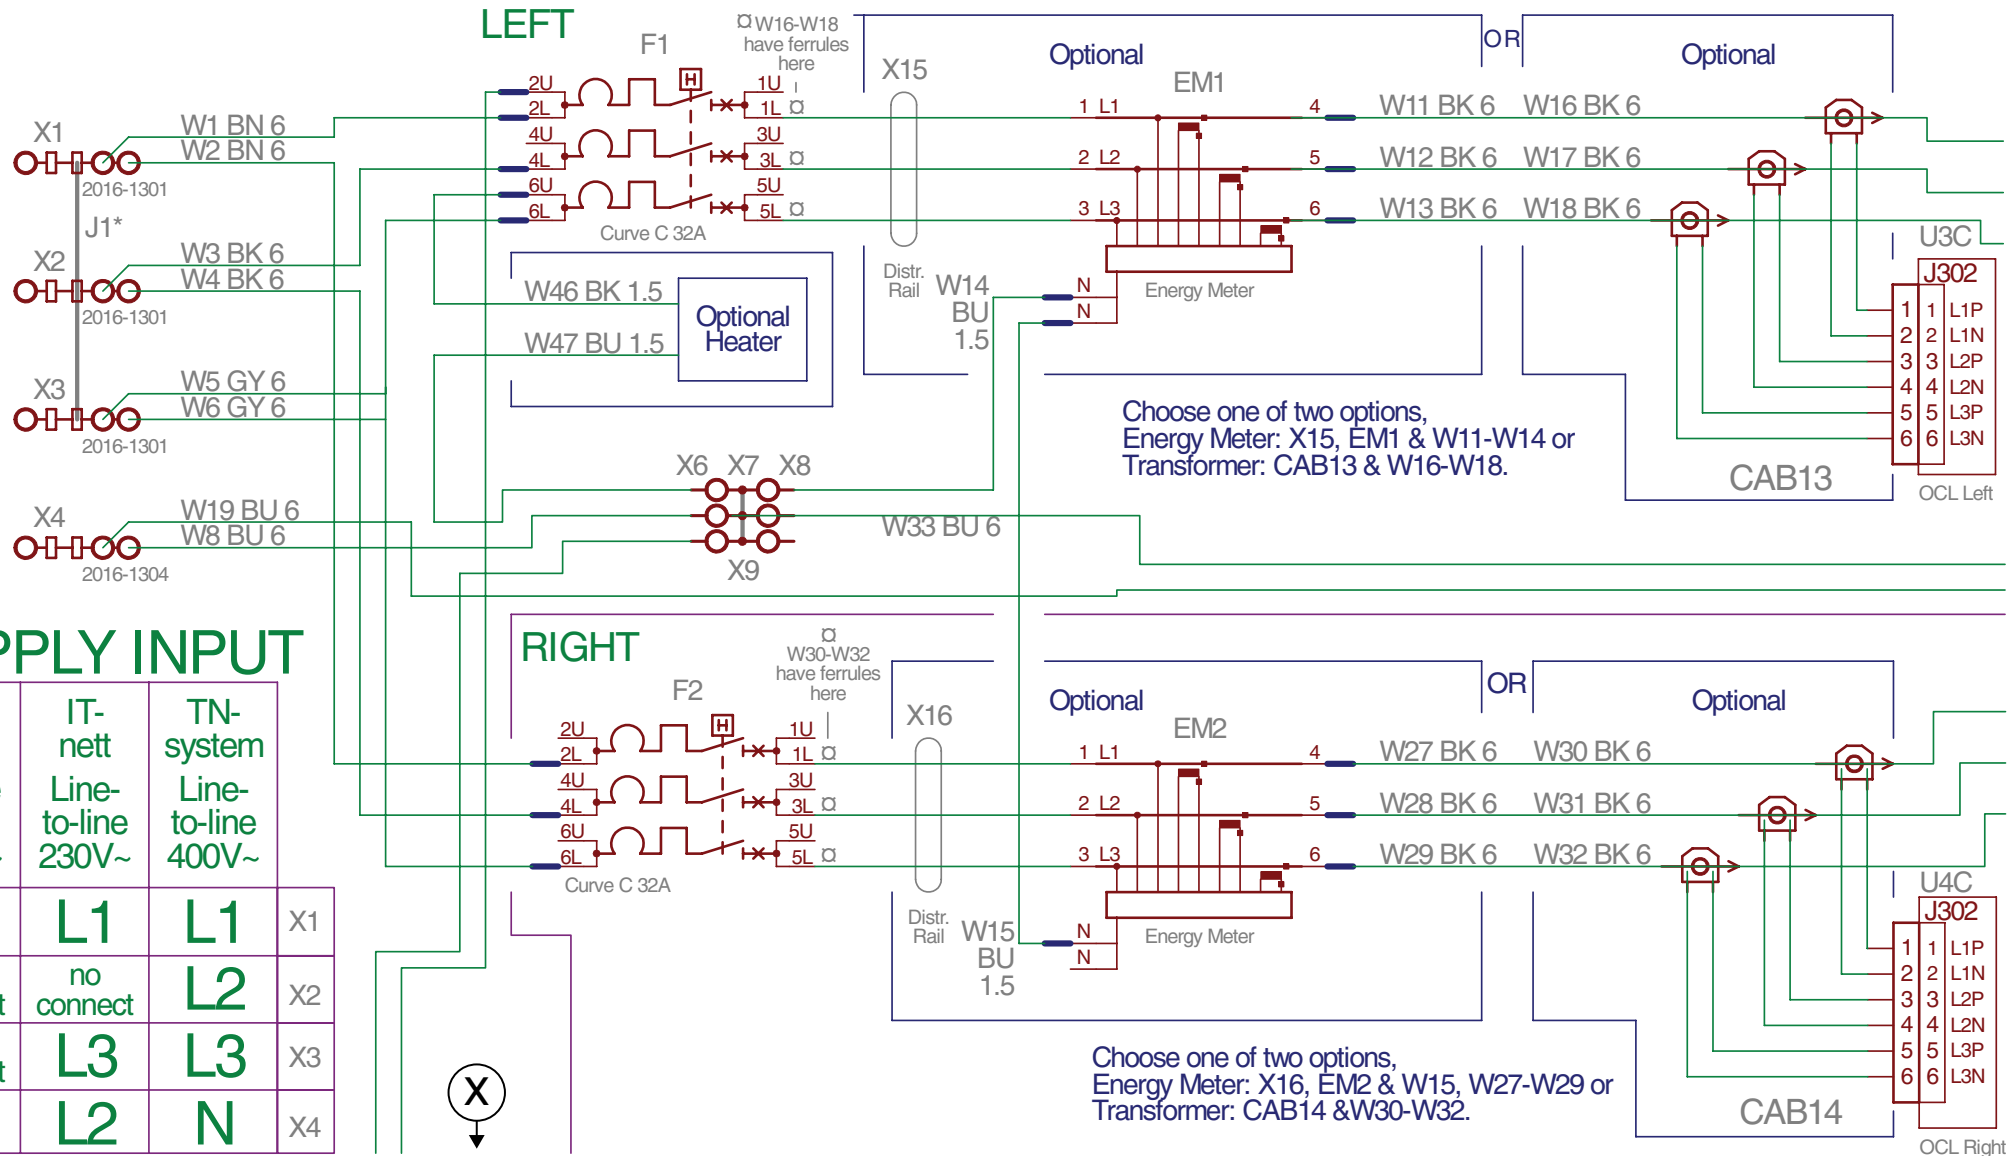 LEFT
F1
¤ W16-W18
have ferrules
here
X15
Optional
EM1
OR
Optional
X1
W1 BN 6
W2 BN 6
2016-1301
J1*
X2
W3 BK 6
W4 BK 6
2016-1301
X3
W5 GY 6
W6 GY 6
2016-1301
X4
W19 BU 6
W8 BU 6
2016-1304
2U
2L
4U
4L
6U
6L
H
1U
1L ¤
3U
3L ¤
5U
5L ¤
Curve C 32A
W46 BK 1.5
W47 BU 1.5
Optional
Heater
Distr.
Rail
W14
BU
1.5
1 L1
2 L2
3 L3
4
5
6
N
N
Energy Meter
W11 BK 6
W12 BK 6
W13 BK 6
W16 BK 6
W17 BK 6
W18 BK 6
U3C
J302
1 1 L1P
2 2 L1N
3 3 L2P
4 4 L2N
5 5 L3P
6 6 L3N
CAB13
OCL Left
Choose one of two options,
Energy Meter: X15, EM1 & W11-W14 or
Transformer: CAB13 & W16-W18.
X6 X7 X8
X9
W33 BU 6
RIGHT
F2
¤
W30-W32
have ferrules
here
X16
Optional
EM2
OR
Optional
2U
2L
4U
4L
6U
6L
H
1U
1L ¤
3U
3L ¤
5U
5L ¤
Curve C 32A
Distr.
Rail
W15
BU
1.5
1 L1
2 L2
3 L3
4
5
6
N
N
Energy Meter
W27 BK 6
W28 BK 6
W29 BK 6
W30 BK 6
W31 BK 6
W32 BK 6
U4C
J302
1 1 L1P
2 2 L1N
3 3 L2P
4 4 L2N
5 5 L3P
6 6 L3N
CAB14
OCL Right
Choose one of two options,
Energy Meter: X16, EM2 & W15, W27-W29 or
Transformer: CAB14 &W30-W32.
PPLY INPUT
IT-
nett
Line-
to-line
230V~
TN-
system
Line-
to-line
400V~
L1 L1 X1
no
connect
L2 X2
L3 L3 X3
L2 N X4
X